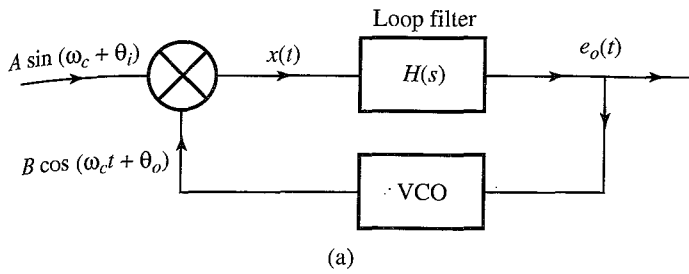 Loop filter
A sin (ω_c + θ_i)
x(t)
H(s)
e_o(t)
B cos (ω_c t + θ_o)
VCO
(a)